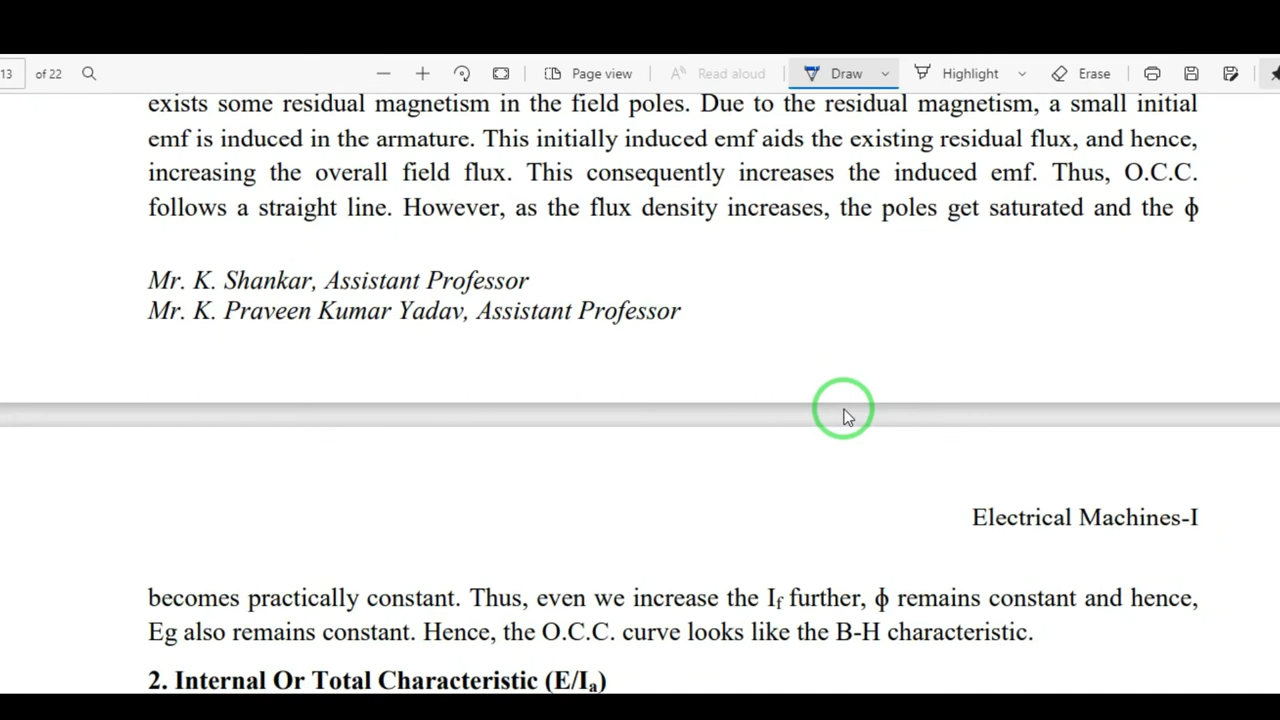 13 of 22 Page view Read aloud Draw Highlight Erase
exists some residual magnetism in the field poles. Due to the residual magnetism, a small initial
emf is induced in the armature. This initially induced emf aids the existing residual flux, and hence,
increasing the overall field flux. This consequently increases the induced emf. Thus, O.C.C.
follows a straight line. However, as the flux density increases, the poles get saturated and the ϕ
Mr. K. Shankar, Assistant Professor
Mr. K. Praveen Kumar Yadav, Assistant Professor
Electrical Machines-I
becomes practically constant. Thus, even we increase the If further, ϕ remains constant and hence,
Eg also remains constant. Hence, the O.C.C. curve looks like the B-H characteristic.
2. Internal Or Total Characteristic (E/Ia)